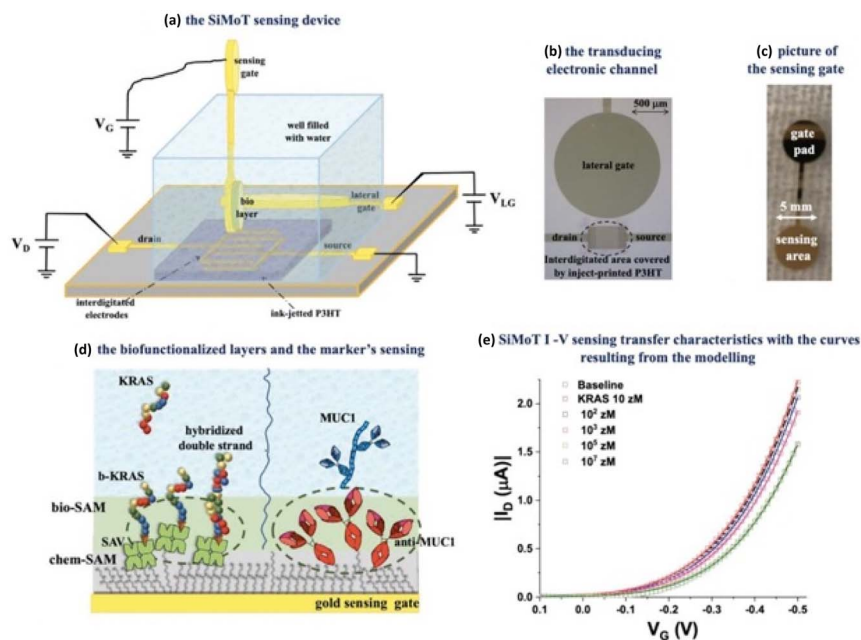 (a) the SiMoT sensing device
sensing
gate
V_G
well filled
with water
bio
layer
lateral
gate
V_LG
V_D
drain
source
interdigitated
electrodes
ink-jetted P3HT
(b) the transducing
electronic channel
500 μm
lateral gate
drain
source
Interdigitated area covered
by inject-printed P3HT
(c) picture of
the sensing gate
gate
pad
5 mm
sensing
area
(d) the biofunctionalized layers and the marker's sensing
KRAS
hybridized
double strand
MUC1
b-KRAS
bio-SAM
SAV
anti-MUC1
chem-SAM
gold sensing gate
(e) SiMoT I -V sensing transfer characteristics with the curves
resulting from the modelling
Baseline
KRAS 10 zM
10² zM
10³ zM
10⁵ zM
10⁷ zM
|I_D (μA)|
2.0
1.5
1.0
0.5
0.0
0.1 0.0 -0.1 -0.2 -0.3 -0.4 -0.5
V_G (V)